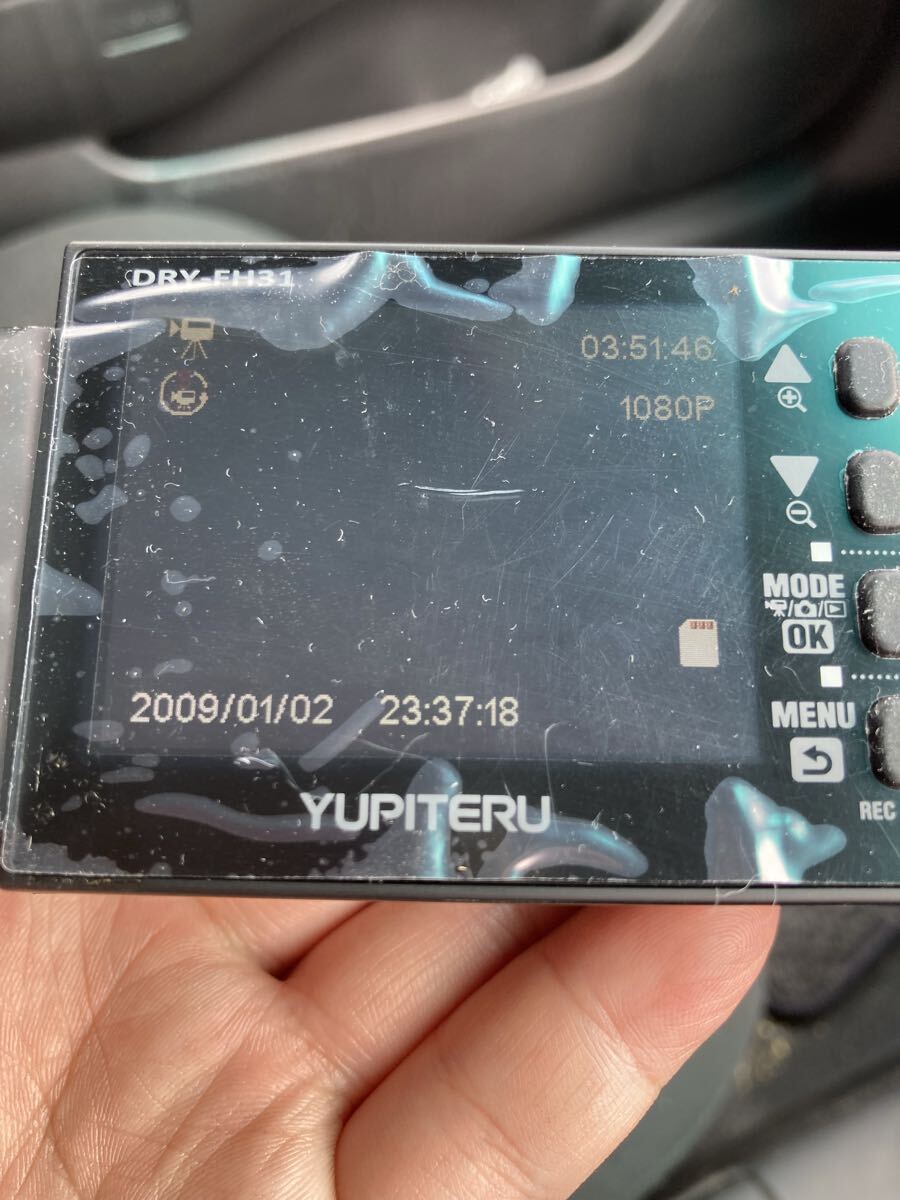 DRY-FH31
03:51:46
1080P
MODE
OK
2009/01/02 23:37:18
MENU
YUPITERU
REC